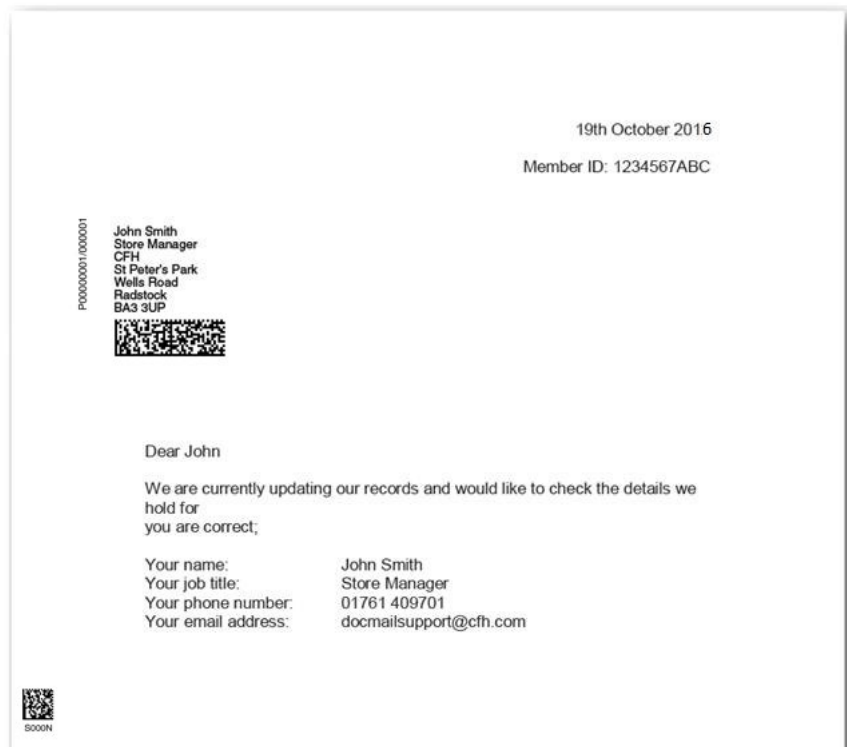 19th October 2016
Member ID: 1234567ABC
P00000001/000001
John Smith
Store Manager
CFH
St Peter's Park
Wells Road
Radstock
BA3 3UP
Dear John
We are currently updating our records and would like to check the details we
hold for
you are correct;
Your name: John Smith
Your job title: Store Manager
Your phone number: 01761 409701
Your email address: docmailsupport@cfh.com
S000N